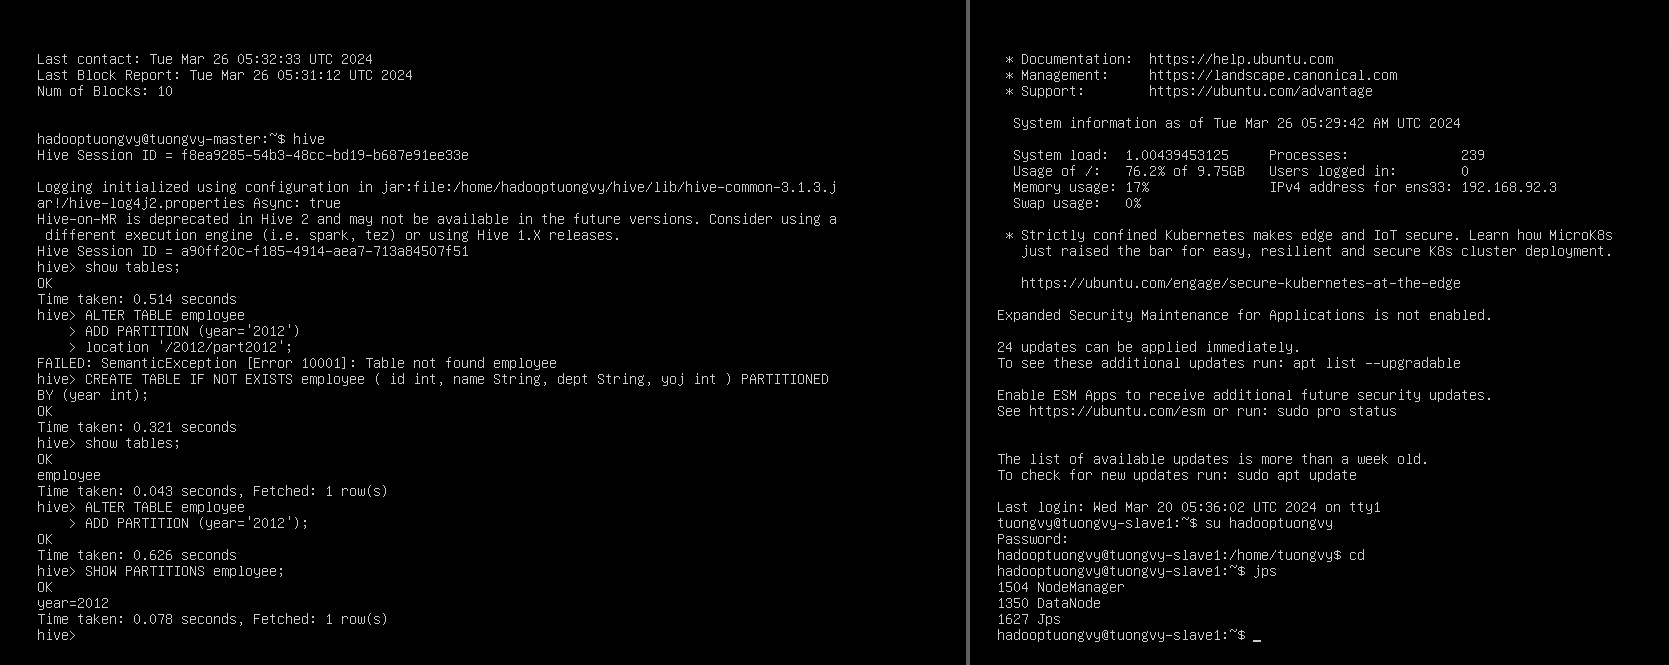 Last contact: Tue Mar 26 05:32:33 UTC 2024
Last Block Report: Tue Mar 26 05:31:12 UTC 2024
Num of Blocks: 10
hadooptuongvy@tuongvy-master:~$ hive
Hive Session ID = f8ea9285-54b3-48cc-bd19-b687e91ee33e
Logging initialized using configuration in jar:file:/home/hadooptuongvy/hive/lib/hive-common-3.1.3.j
ar!/hive-log4j2.properties Async: true
Hive-on-MR is deprecated in Hive 2 and may not be available in the future versions. Consider using a
 different execution engine (i.e. spark, tez) or using Hive 1.X releases.
Hive Session ID = a90ff20c-f185-4914-aea7-713a84507f51
hive> show tables;
OK
Time taken: 0.514 seconds
hive> ALTER TABLE employee
    > ADD PARTITION (year='2012')
    > location '/2012/part2012';
FAILED: SemanticException [Error 10001]: Table not found employee
hive> CREATE TABLE IF NOT EXISTS employee ( id int, name String, dept String, yoj int ) PARTITIONED
BY (year int);
OK
Time taken: 0.321 seconds
hive> show tables;
OK
employee
Time taken: 0.043 seconds, Fetched: 1 row(s)
hive> ALTER TABLE employee
    > ADD PARTITION (year='2012');
OK
Time taken: 0.626 seconds
hive> SHOW PARTITIONS employee;
OK
year=2012
Time taken: 0.078 seconds, Fetched: 1 row(s)
hive>
 * Documentation:  https://help.ubuntu.com
 * Management:     https://landscape.canonical.com
 * Support:        https://ubuntu.com/advantage
  System information as of Tue Mar 26 05:29:42 AM UTC 2024
  System load:  1.00439453125     Processes:              239
  Usage of /:   76.2% of 9.75GB   Users logged in:        0
  Memory usage: 17%               IPv4 address for ens33: 192.168.92.3
  Swap usage:   0%
 * Strictly confined Kubernetes makes edge and IoT secure. Learn how MicroK8s
   just raised the bar for easy, resilient and secure K8s cluster deployment.
   https://ubuntu.com/engage/secure-kubernetes-at-the-edge
Expanded Security Maintenance for Applications is not enabled.
24 updates can be applied immediately.
To see these additional updates run: apt list --upgradable
Enable ESM Apps to receive additional future security updates.
See https://ubuntu.com/esm or run: sudo pro status
The list of available updates is more than a week old.
To check for new updates run: sudo apt update
Last login: Wed Mar 20 05:36:02 UTC 2024 on tty1
tuongvy@tuongvy-slave1:~$ su hadooptuongvy
Password:
hadooptuongvy@tuongvy-slave1:/home/tuongvy$ cd
hadooptuongvy@tuongvy-slave1:~$ jps
1504 NodeManager
1350 DataNode
1627 Jps
hadooptuongvy@tuongvy-slave1:~$ _